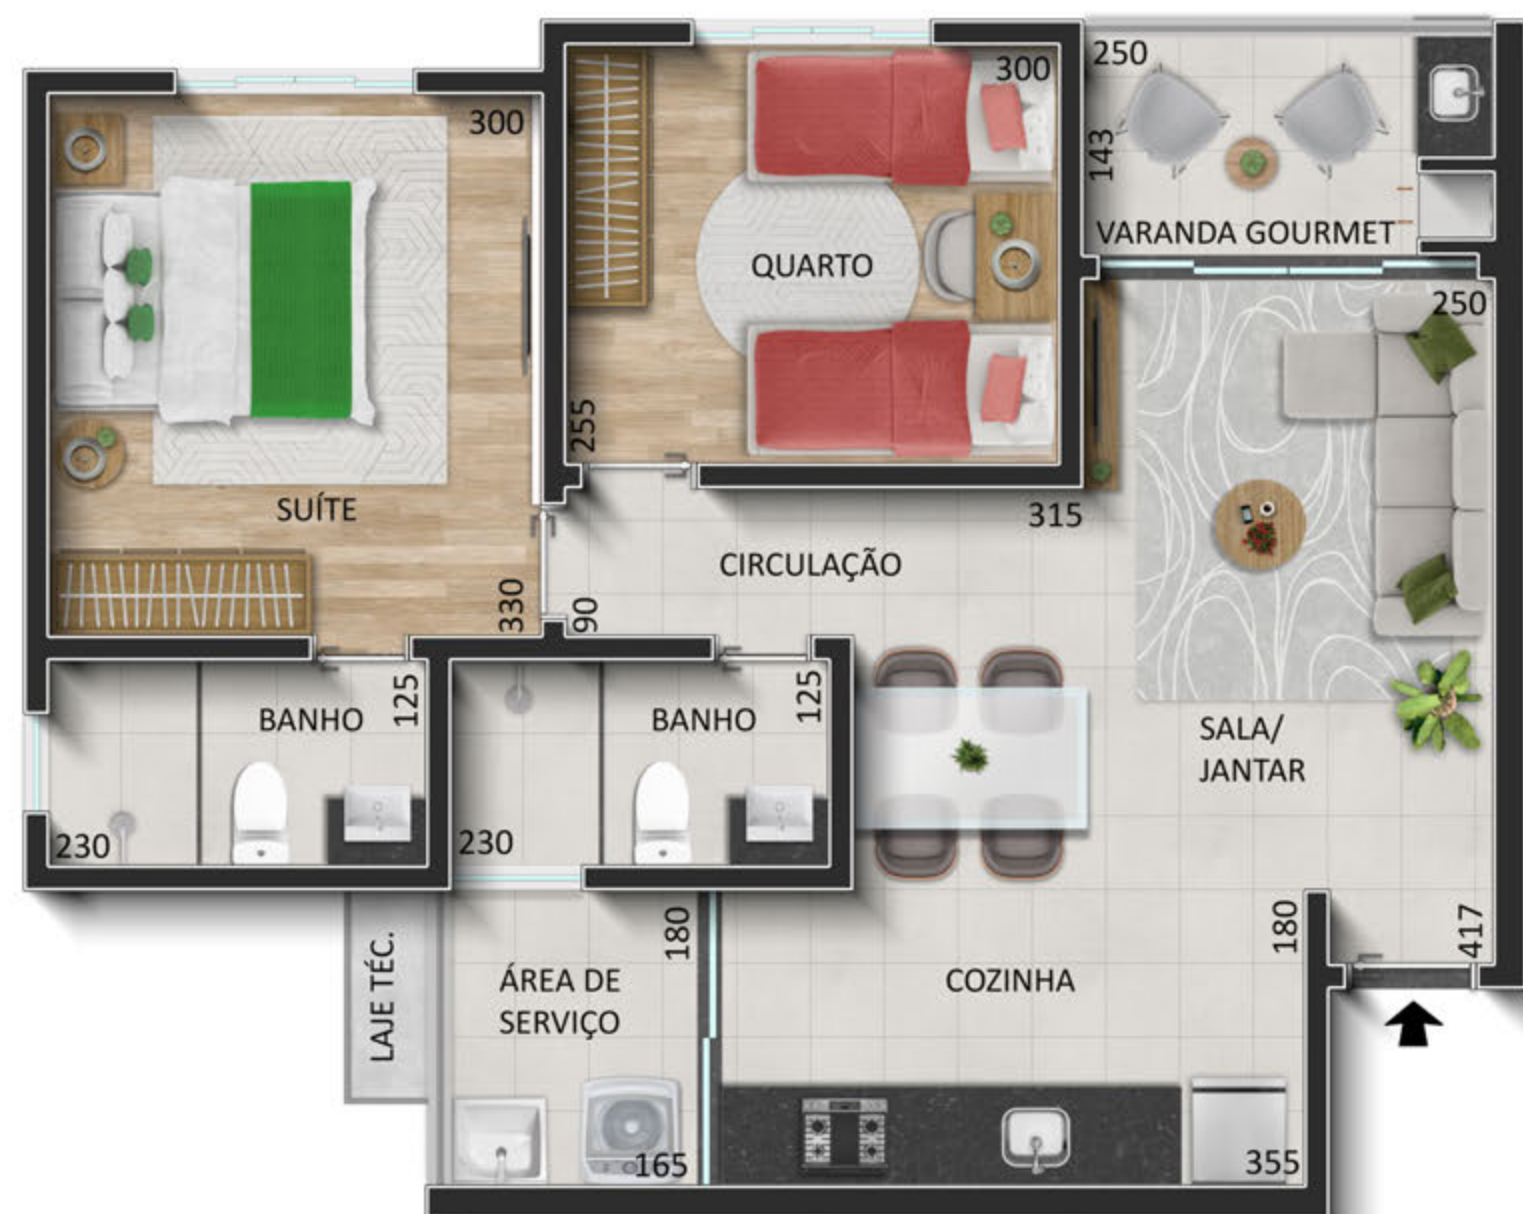 250
300
300
143
VARANDA GOURMET
QUARTO
250
255
SUÍTE
315
CIRCULAÇÃO
330
90
125
BANHO
125
BANHO
SALA/
JANTAR
230
230
180
180
417
LAJE TÉC.
ÁREA DE
SERVIÇO
COZINHA
165
355